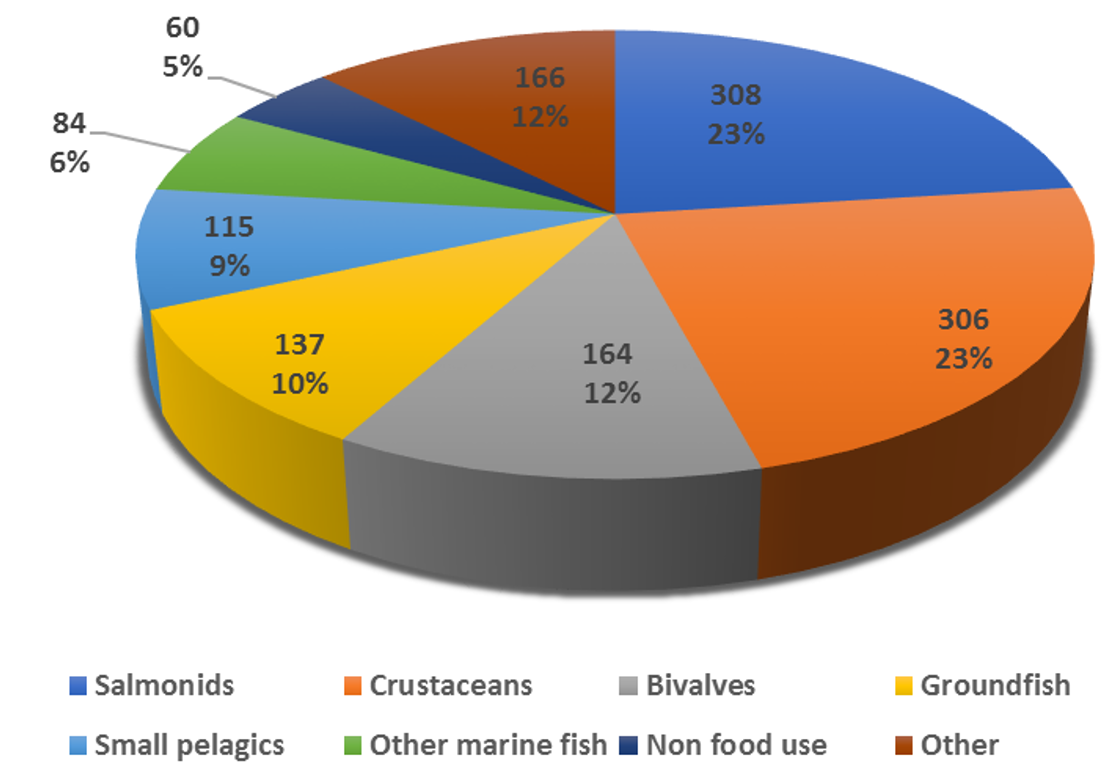 60
5%
166
12%
308
23%
84
6%
115
9%
306
23%
137
10%
164
12%
Salmonids
Crustaceans
Bivalves
Groundfish
Small pelagics
Other marine fish
Non food use
Other